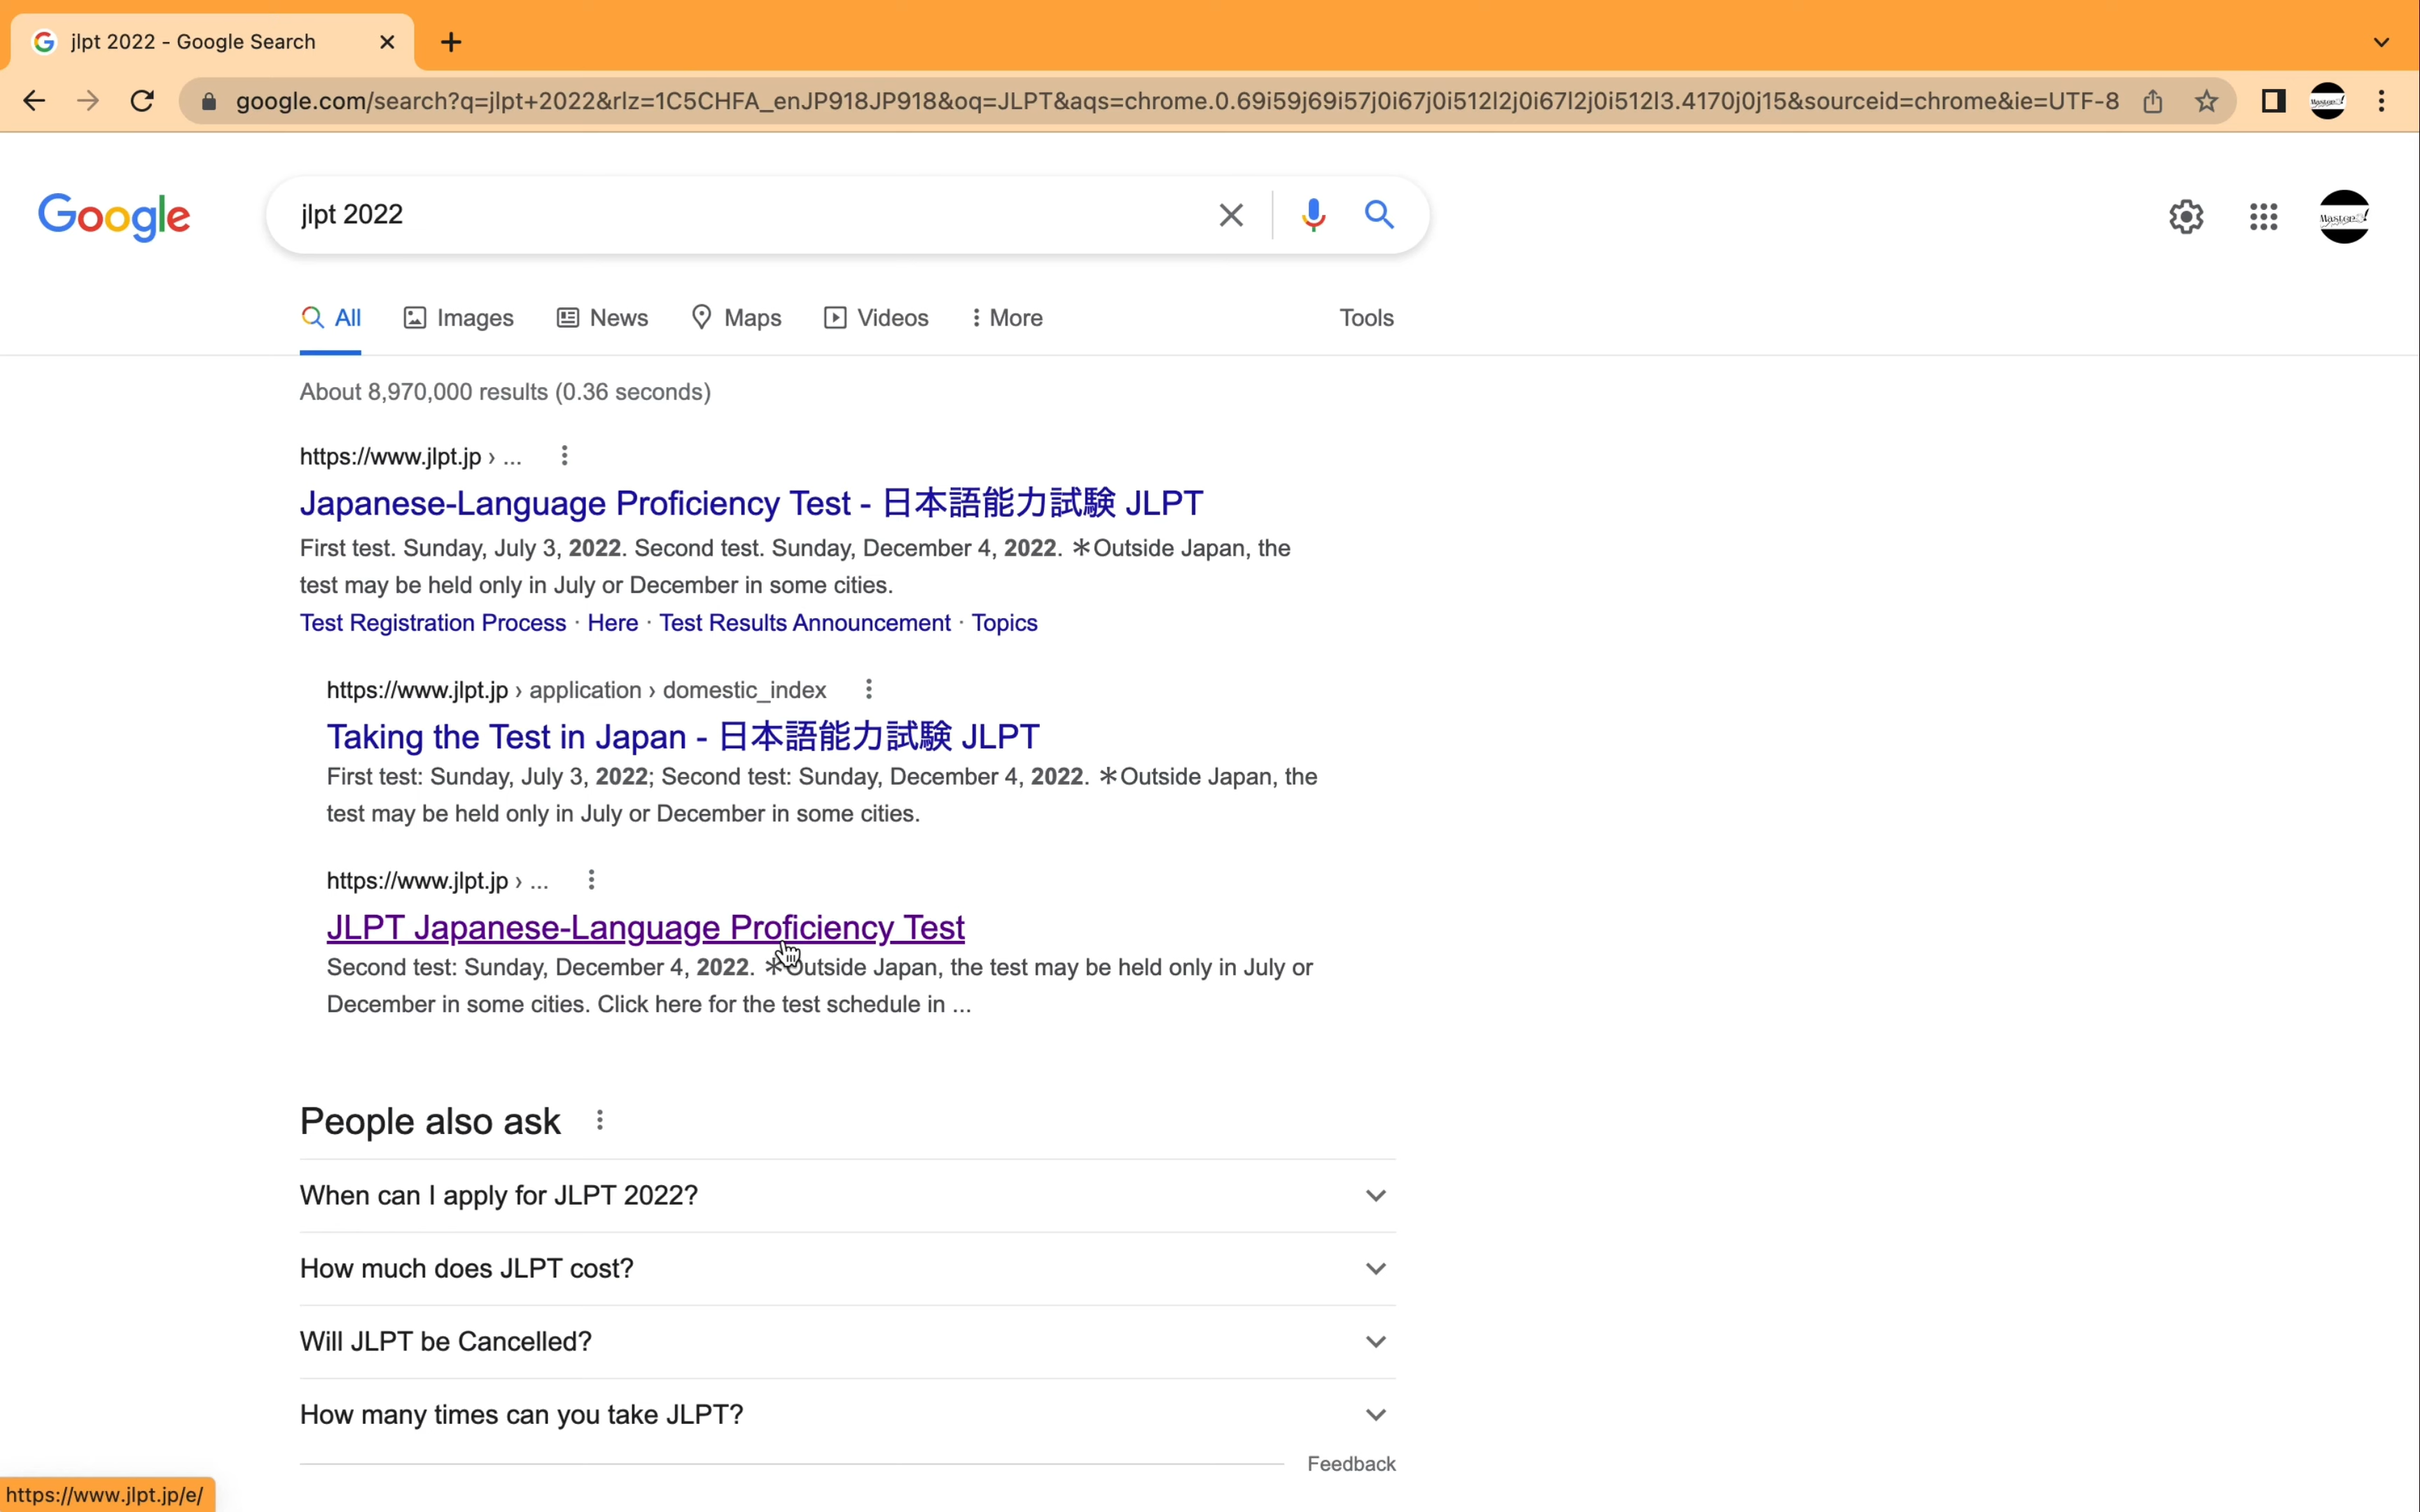 jlpt 2022 - Google Search
google.com/search?q=jlpt+2022&rlz=1C5CHFA_enJP918JP918&oq=JLPT&aqs=chrome.0.69i59j69i57j0i67j0i512l2j0i67l2j0i512l3.4170j0j15&sourceid=chrome&ie=UTF-8
Google
jlpt 2022
All Images News Maps Videos More Tools
About 8,970,000 results (0.36 seconds)
https://www.jlpt.jp › ...
Japanese-Language Proficiency Test - 日本語能力試験 JLPT
First test. Sunday, July 3, 2022. Second test. Sunday, December 4, 2022. ＊Outside Japan, the
test may be held only in July or December in some cities.
Test Registration Process · Here · Test Results Announcement · Topics
https://www.jlpt.jp › application › domestic_index
Taking the Test in Japan - 日本語能力試験 JLPT
First test: Sunday, July 3, 2022; Second test: Sunday, December 4, 2022. ＊Outside Japan, the
test may be held only in July or December in some cities.
https://www.jlpt.jp › ...
JLPT Japanese-Language Proficiency Test
Second test: Sunday, December 4, 2022. ＊Outside Japan, the test may be held only in July or
December in some cities. Click here for the test schedule in ...
People also ask
When can I apply for JLPT 2022?
How much does JLPT cost?
Will JLPT be Cancelled?
How many times can you take JLPT?
Feedback
https://www.jlpt.jp/e/